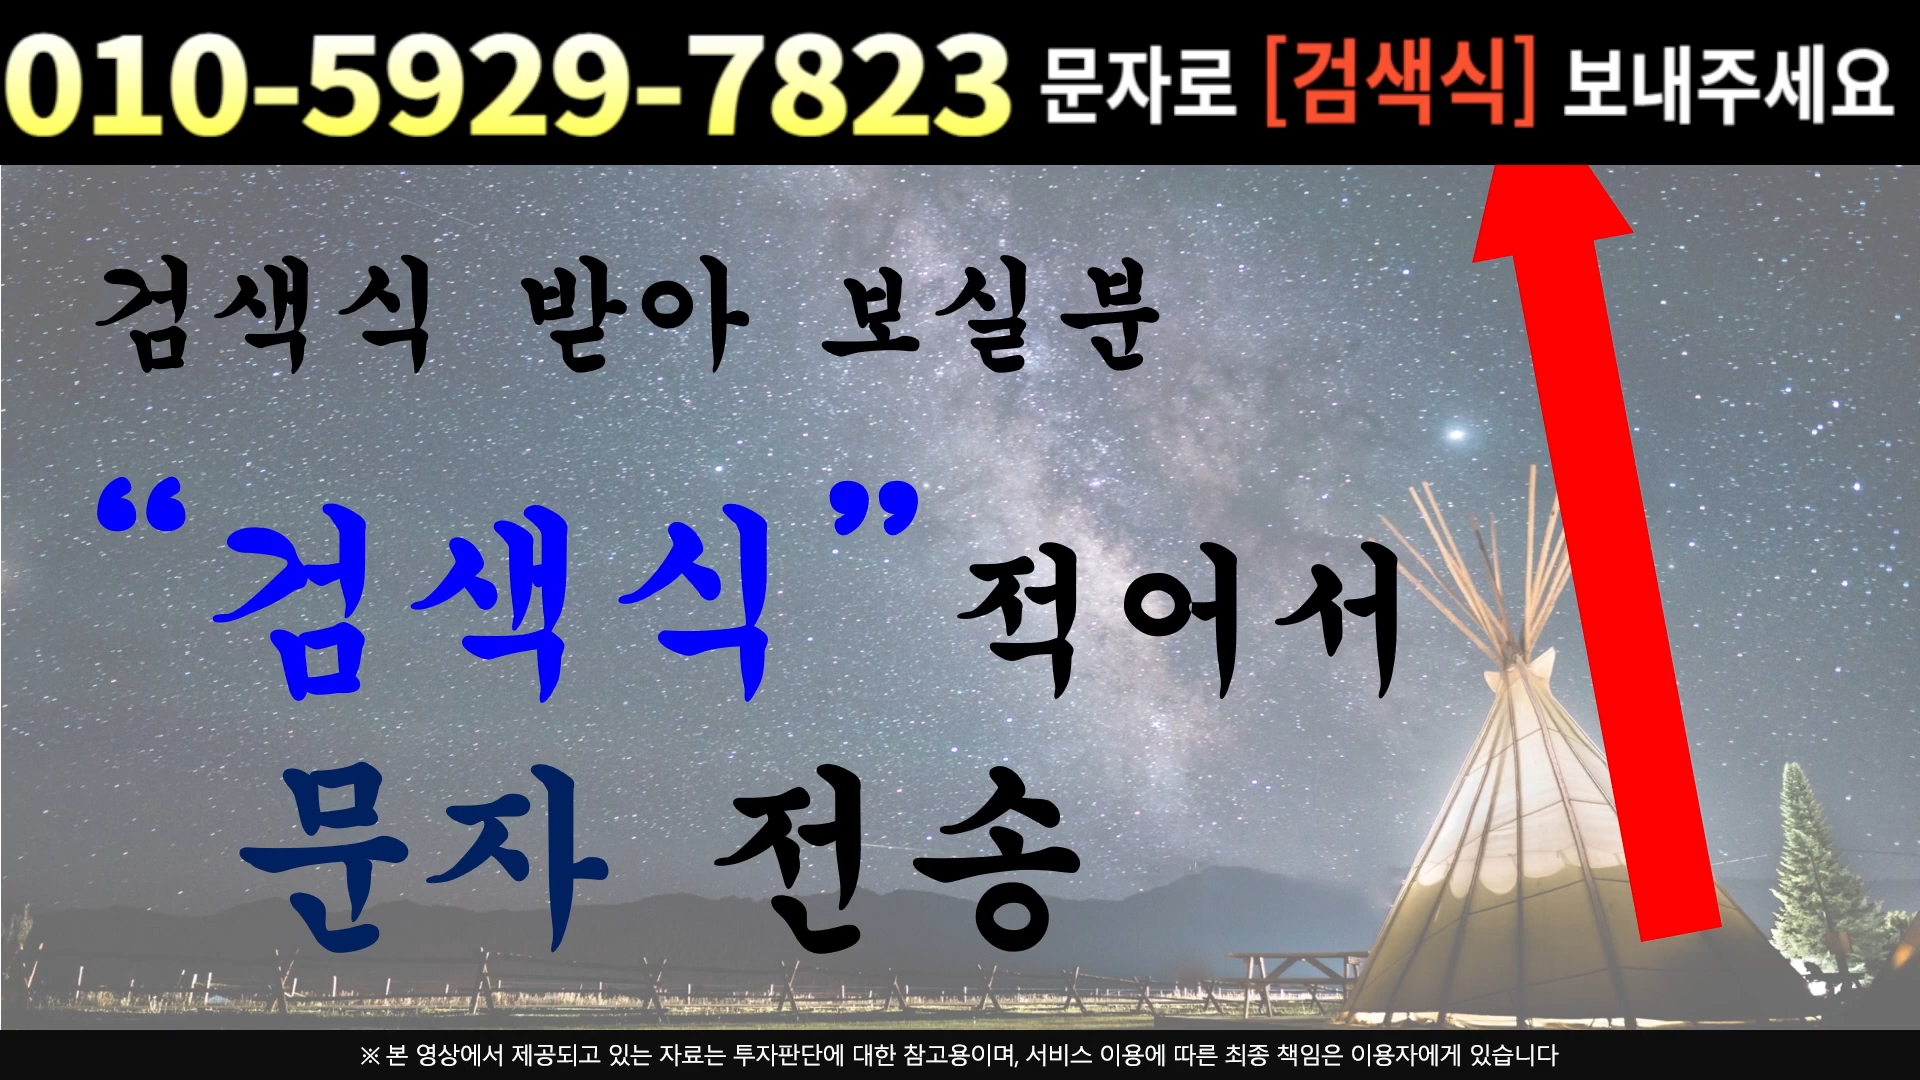 010-5929-7823 문자로 [검색식] 보내주세요
검색식 받아 보실분
“검색식” 적어서
문자 전송
※ 본 영상에서 제공되고 있는 자료는 투자판단에 대한 참고용이며, 서비스 이용에 따른 최종 책임은 이용자에게 있습니다